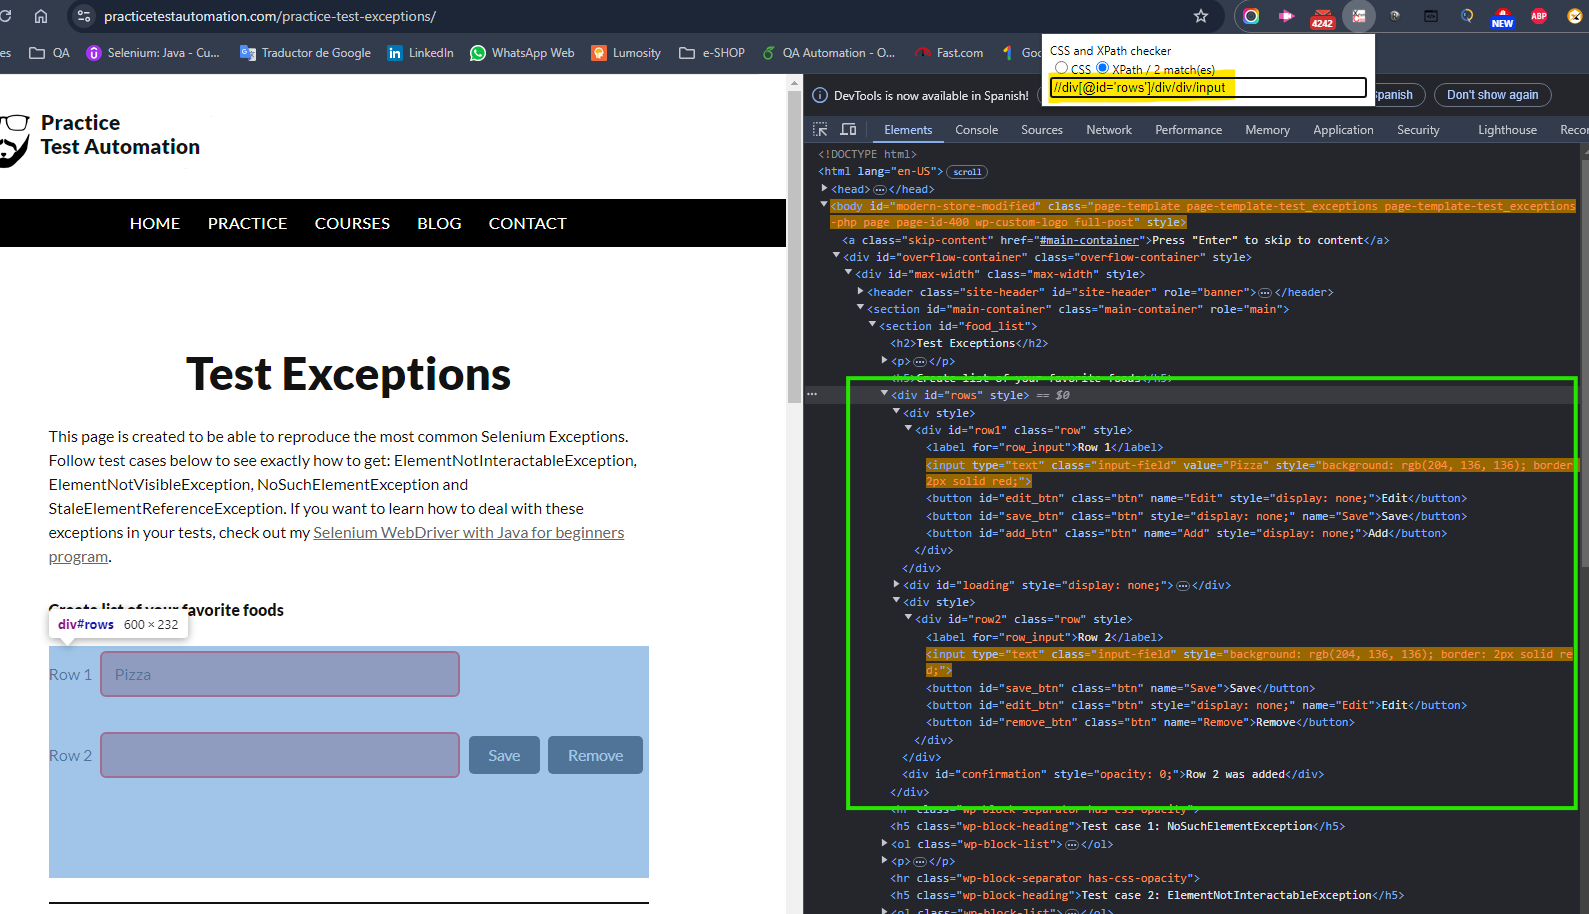 practicetestautomation.com/practice-test-exceptions/
4242
NEW
ABP
es
QA
Selenium: Java - Cu...
Traductor de Google
LinkedIn
WhatsApp Web
Lumosity
e-SHOP
QA Automation - O...
Fast.com
Goo
CSS and XPath checker
CSS XPath / 2 match(es)
//div[@id='rows']/div/div/input
DevTools is now available in Spanish!
panish
Don't show again
Practice
Test Automation
HOME PRACTICE COURSES BLOG CONTACT
Test Exceptions
This page is created to be able to reproduce the most common Selenium Exceptions.
Follow test cases below to see exactly how to get: ElementNotInteractableException,
ElementNotVisibleException, NoSuchElementException and
StaleElementReferenceException. If you want to learn how to deal with these
exceptions in your tests, check out my Selenium WebDriver with Java for beginners
program.
Create list of your favorite foods
div#rows 600 × 232
Row 1 Pizza
Row 2 Save Remove
Elements Console Sources Network Performance Memory Application Security Lighthouse Recor
<!DOCTYPE html>
<html lang="en-US"> scroll
<head> </head>
<body id="modern-store-modified" class="page-template page-template-test_exceptions page-template-test_exceptions
-php page page-id-400 wp-custom-logo full-post" style>
<a class="skip-content" href="#main-container">Press "Enter" to skip to content</a>
<div id="overflow-container" class="overflow-container" style>
<div id="max-width" class="max-width" style>
<header class="site-header" id="site-header" role="banner"> </header>
<section id="main-container" class="main-container" role="main">
<section id="food_list">
<h2>Test Exceptions</h2>
<p> </p>
<h5>Create list of your favorite foods</h5>
<div id="rows" style> == $0
<div style>
<div id="row1" class="row" style>
<label for="row_input">Row 1</label>
<input type="text" class="input-field" value="Pizza" style="background: rgb(204, 136, 136); border:
2px solid red;">
<button id="edit_btn" class="btn" name="Edit" style="display: none;">Edit</button>
<button id="save_btn" class="btn" style="display: none;" name="Save">Save</button>
<button id="add_btn" class="btn" name="Add" style="display: none;">Add</button>
</div>
</div>
<div id="loading" style="display: none;"> </div>
<div style>
<div id="row2" class="row" style>
<label for="row_input">Row 2</label>
<input type="text" class="input-field" style="background: rgb(204, 136, 136); border: 2px solid re
d;">
<button id="save_btn" class="btn" name="Save">Save</button>
<button id="edit_btn" class="btn" style="display: none;" name="Edit">Edit</button>
<button id="remove_btn" class="btn" name="Remove">Remove</button>
</div>
</div>
<div id="confirmation" style="opacity: 0;">Row 2 was added</div>
</div>
<hr class="wp-block-separator has-css-opacity">
<h5 class="wp-block-heading">Test case 1: NoSuchElementException</h5>
<ol class="wp-block-list"> </ol>
<p> </p>
<hr class="wp-block-separator has-css-opacity">
<h5 class="wp-block-heading">Test case 2: ElementNotInteractableException</h5>
<ol class="wp-block-list"> </ol>